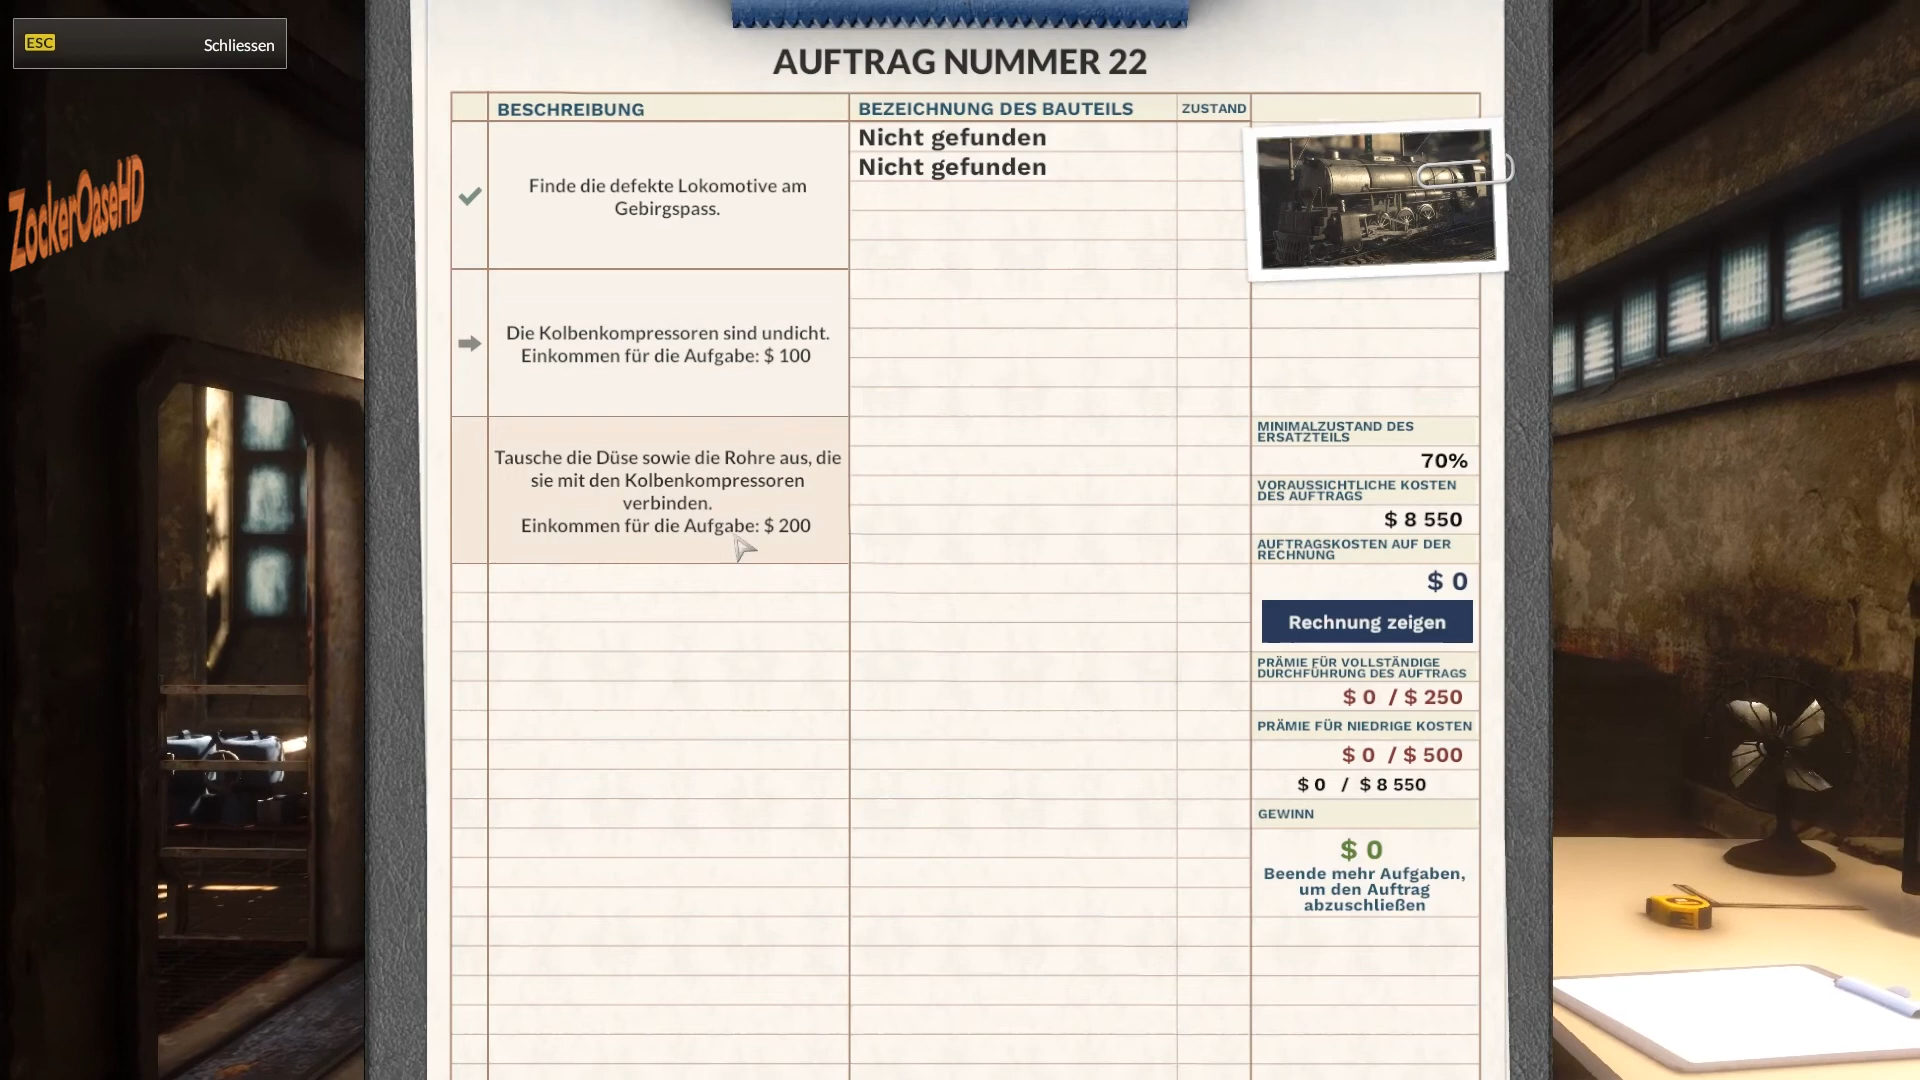 ESC Schliessen
ZockerOaseHD
AUFTRAG NUMMER 22
BESCHREIBUNG
BEZEICHNUNG DES BAUTEILS
ZUSTAND
Nicht gefunden
Nicht gefunden
Finde die defekte Lokomotive am
Gebirgspass.
Die Kolbenkompressoren sind undicht.
Einkommen für die Aufgabe: $ 100
Tausche die Düse sowie die Rohre aus, die
sie mit den Kolbenkompressoren
verbinden.
Einkommen für die Aufgabe: $ 200
MINIMALZUSTAND DES
ERSATZTEILS
70%
VORAUSSICHTLICHE KOSTEN
DES AUFTRAGS
$ 8 550
AUFTRAGSKOSTEN AUF DER
RECHNUNG
$ 0
Rechnung zeigen
PRÄMIE FÜR VOLLSTÄNDIGE
DURCHFÜHRUNG DES AUFTRAGS
$ 0 / $ 250
PRÄMIE FÜR NIEDRIGE KOSTEN
$ 0 / $ 500
$ 0 / $ 8 550
GEWINN
$ 0
Beende mehr Aufgaben,
um den Auftrag
abzuschließen